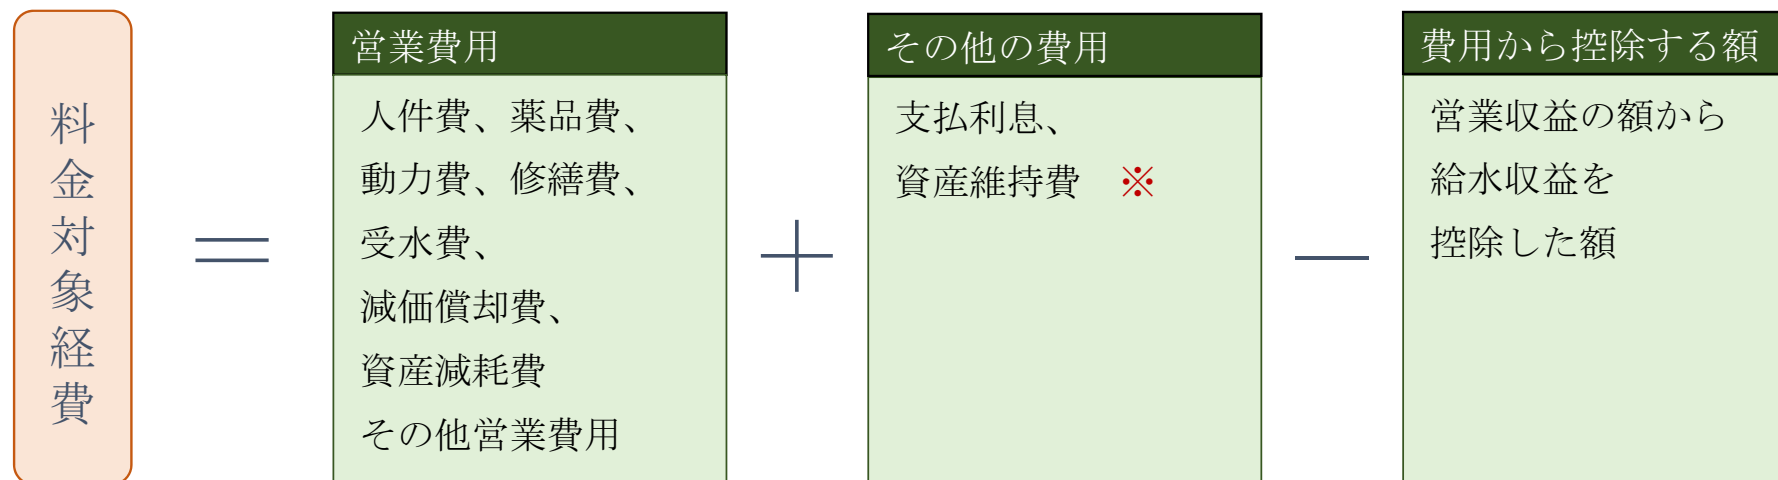 料金対象経費
＝
営業費用
人件費、薬品費、
動力費、修繕費、
受水費、
減価償却費、
資産減耗費
その他営業費用
＋
その他の費用
支払利息、
資産維持費　※
－
費用から控除する額
営業収益の額から
給水収益を
控除した額